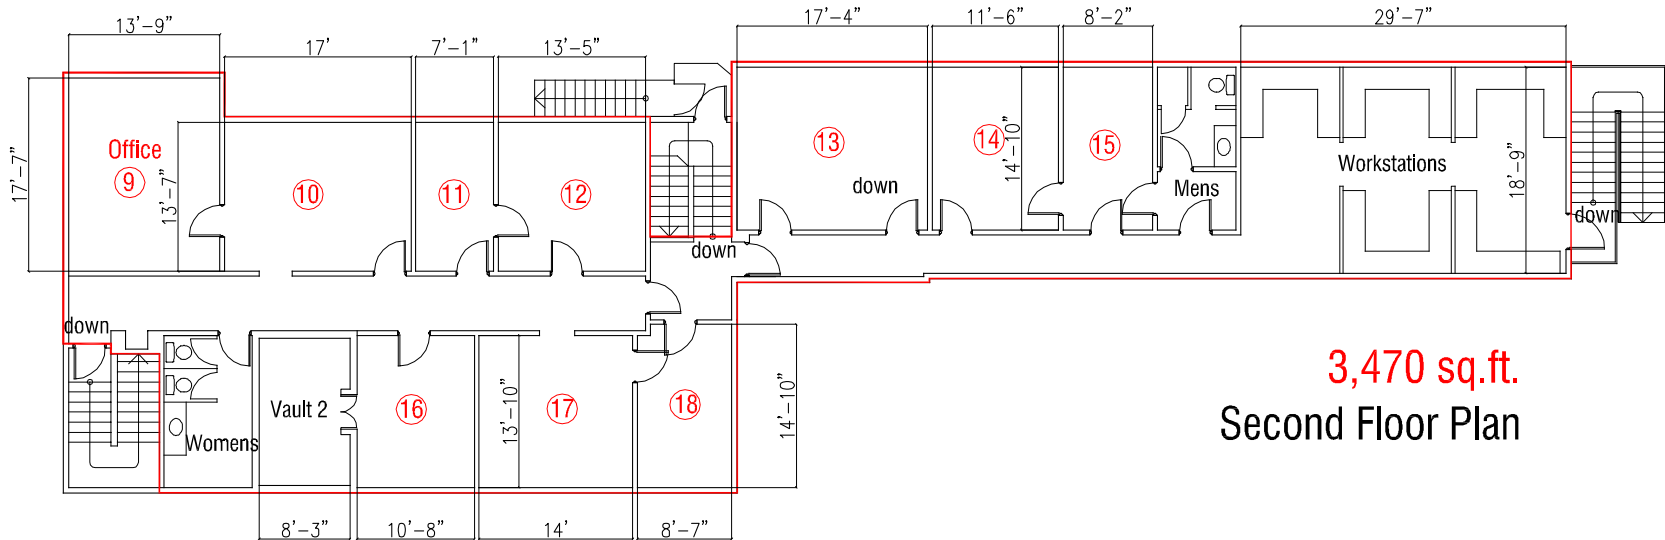 13'-9"
17'
7'-1"
13'-5"
17'-4"
11'-6"
8'-2"
29'-7"
17'-7"
Office
9
13'-7"
10
11
12
13
14
14'-10"
15
down
Mens
Workstations
18'-9"
down
down
down
Womens
Vault 2
16
13'-10"
17
18
14'-10"
8'-3"
10'-8"
14'
8'-7"
3,470 sq.ft.
Second Floor Plan